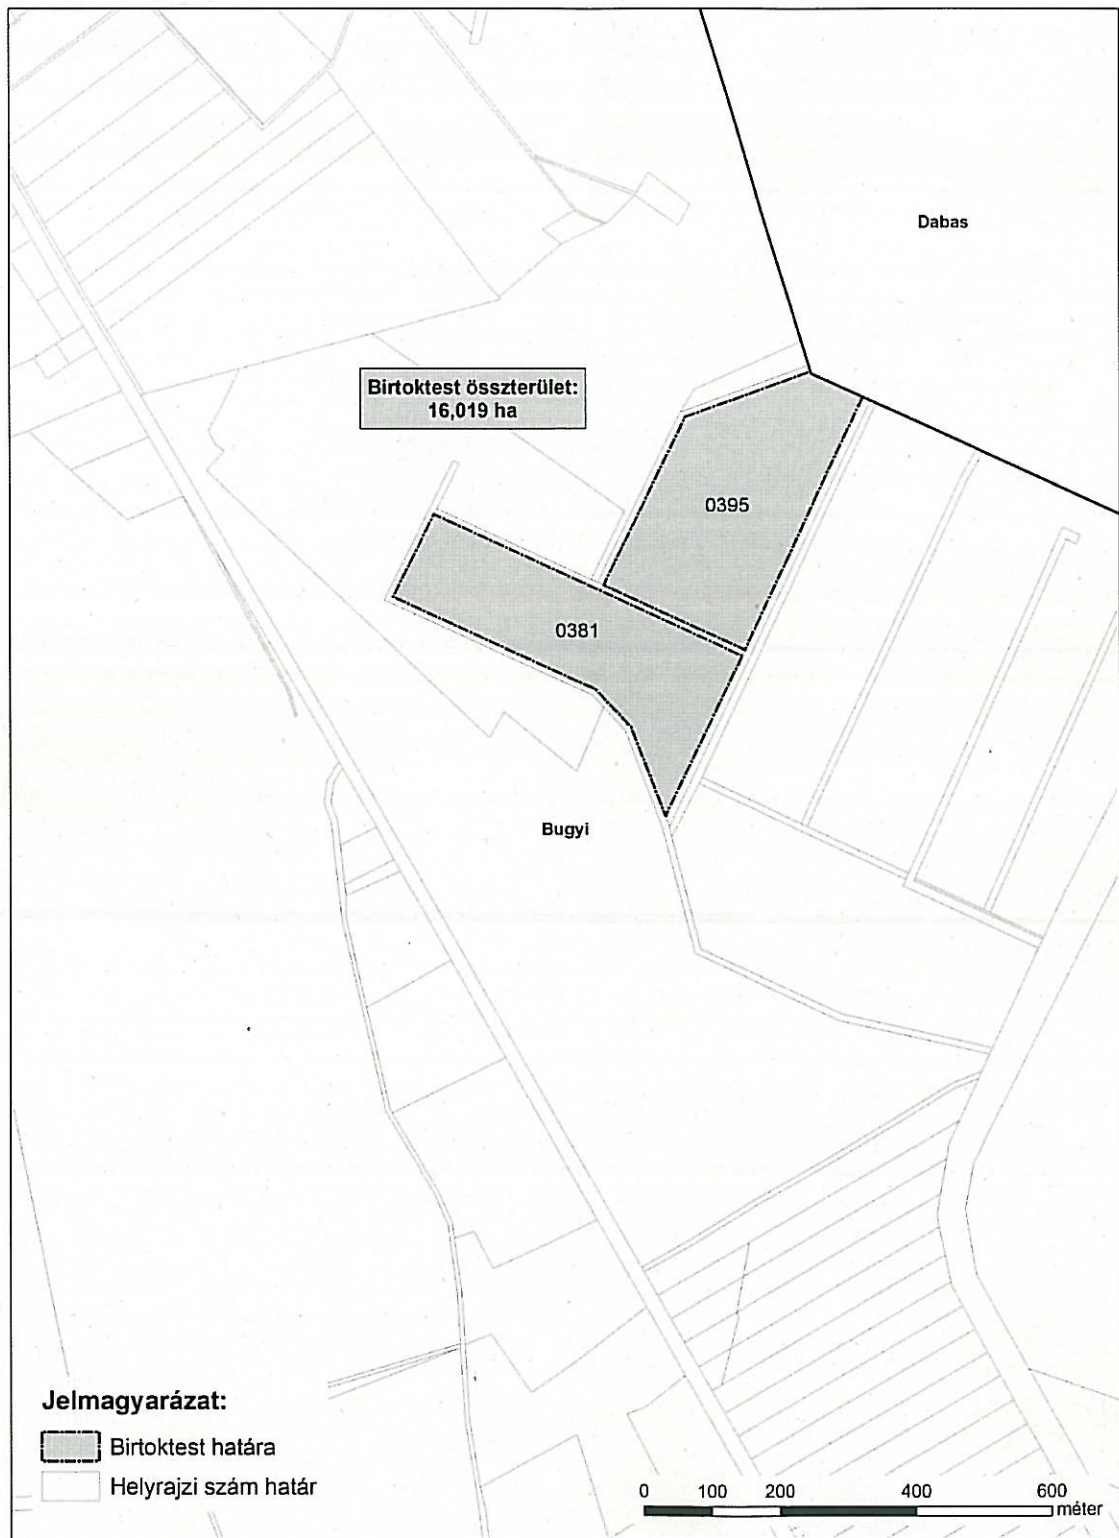 Dabas
Birtoktest összterület:
16,019 ha
0395
0381
Bugyi
Jelmagyarázat:
Birtoktest határa
Helyrajzi szám határ
0 100 200 400 600
méter